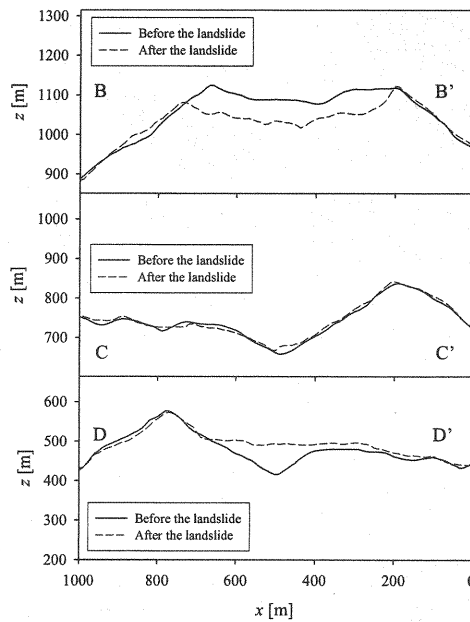 1300
Before the landslide
After the landslide
1200
B
B'
1100
z [m]
1000
900
1000
Before the landslide
After the landslide
900
z [m]
800
700
C
C'
600
D
D'
500
z [m]
400
Before the landslide
After the landslide
300
200
1000
800
600
400
200
0
x [m]